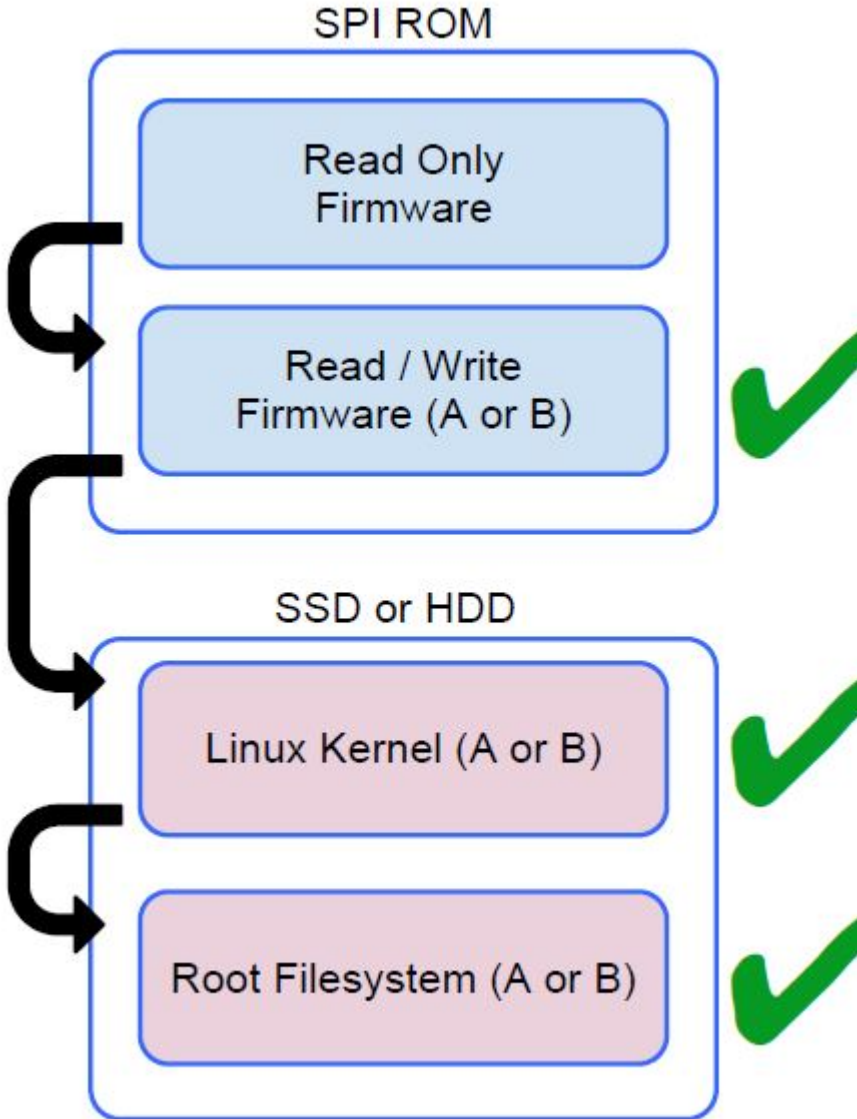 SPI ROM
Read Only
Firmware
Read / Write
Firmware (A or B)
SSD or HDD
Linux Kernel (A or B)
Root Filesystem (A or B)